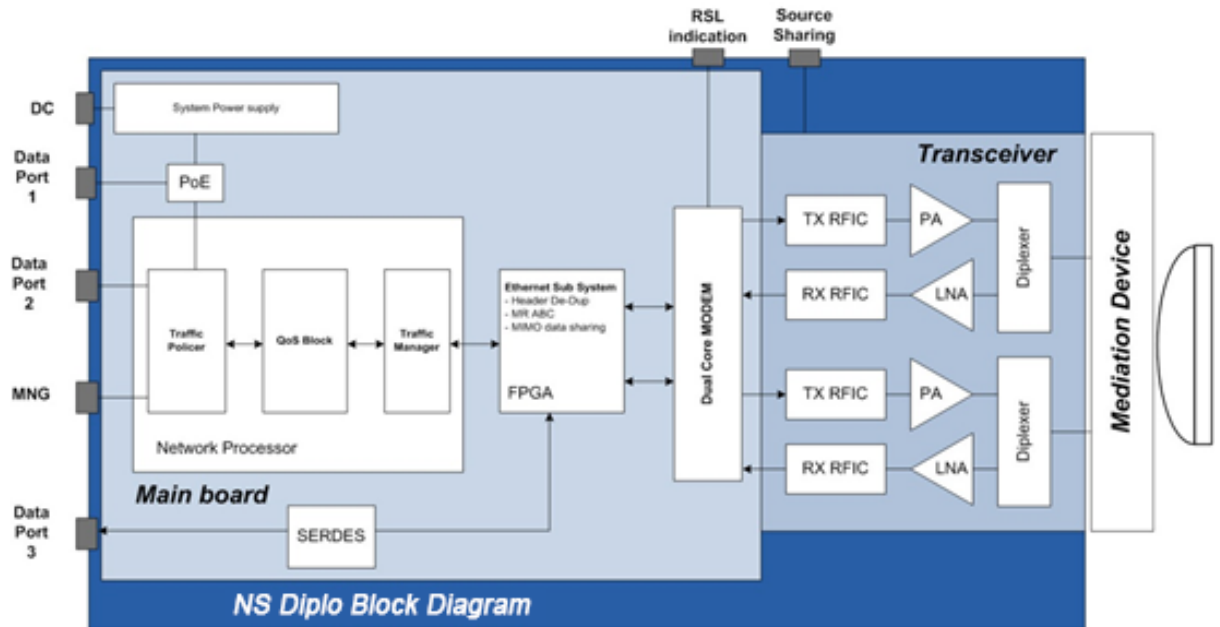 RSL
indication
Source
Sharing
DC
System Power supply
Data
Port
1
PoE
Transceiver
TX RFIC
PA
Diplexer
RX RFIC
LNA
Data
Port
2
Traffic
Policer
QoS Block
Traffic
Manager
Ethernet Sub System
- Header De-Dup
- MR ABC
- MIMO data sharing
FPGA
Dual Core MODEM
Mediation Device
MNG
TX RFIC
PA
Diplexer
RX RFIC
LNA
Network Processor
Main board
Data
Port
3
SERDES
NS Diplo Block Diagram